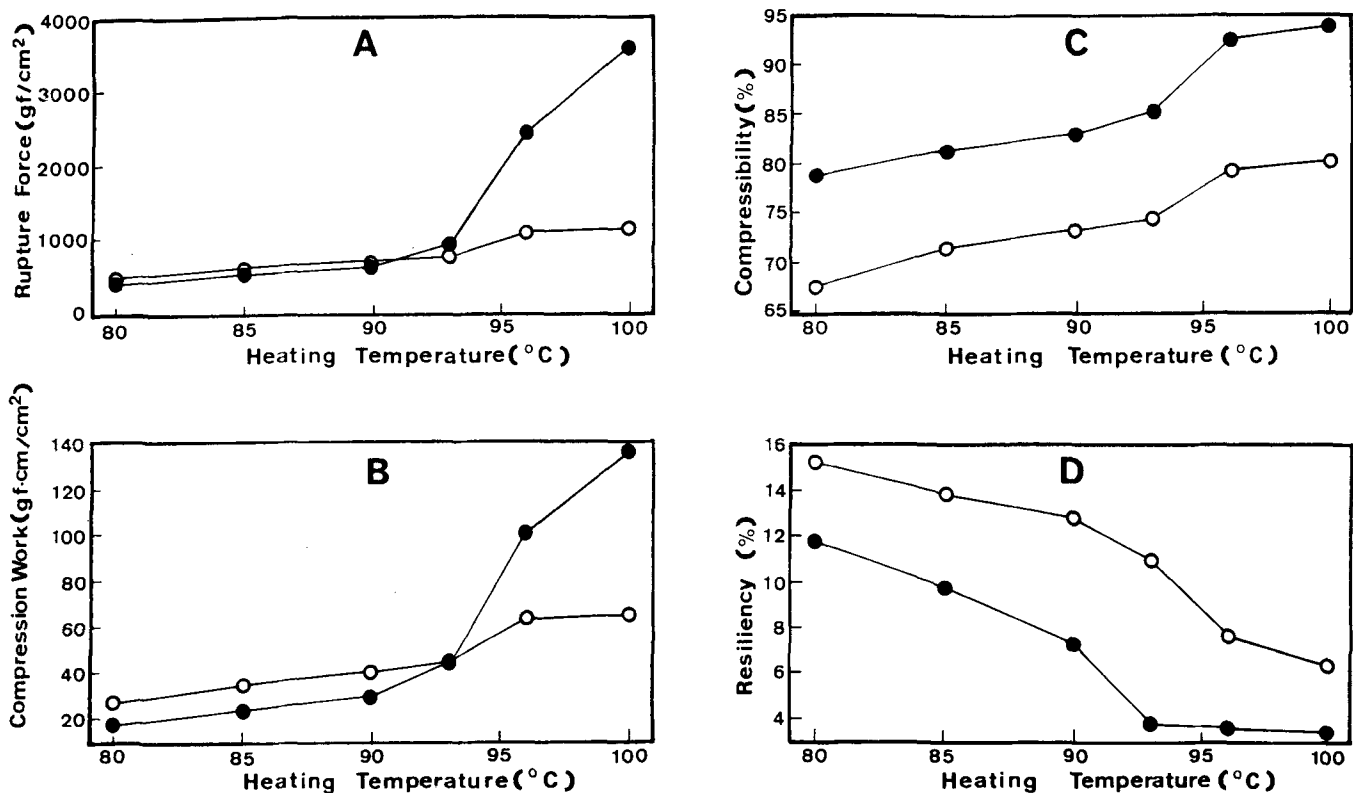 A
Rupture Force(gf/cm²)
4000
3000
2000
1000
0
80 85 90 95 100
Heating Temperature(°C)
C
Compressibility(%)
95
90
85
80
75
70
65
80 85 90 95 100
Heating Temperature(°C)
B
Compression Work(gf·cm/cm²)
140
120
100
80
60
40
20
80 85 90 95 100
Heating Temperature(°C)
D
Resiliency (%)
16
14
12
10
8
6
4
80 85 90 95 100
Heating Temperature(°C)